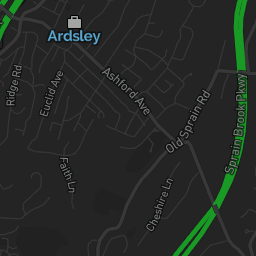 Ardsley
Ridge Rd
Euclid Ave
Ashford Ave
Old Sprain Rd
Sprain Brook Pkwy
Faith Ln
Cheshire Ln